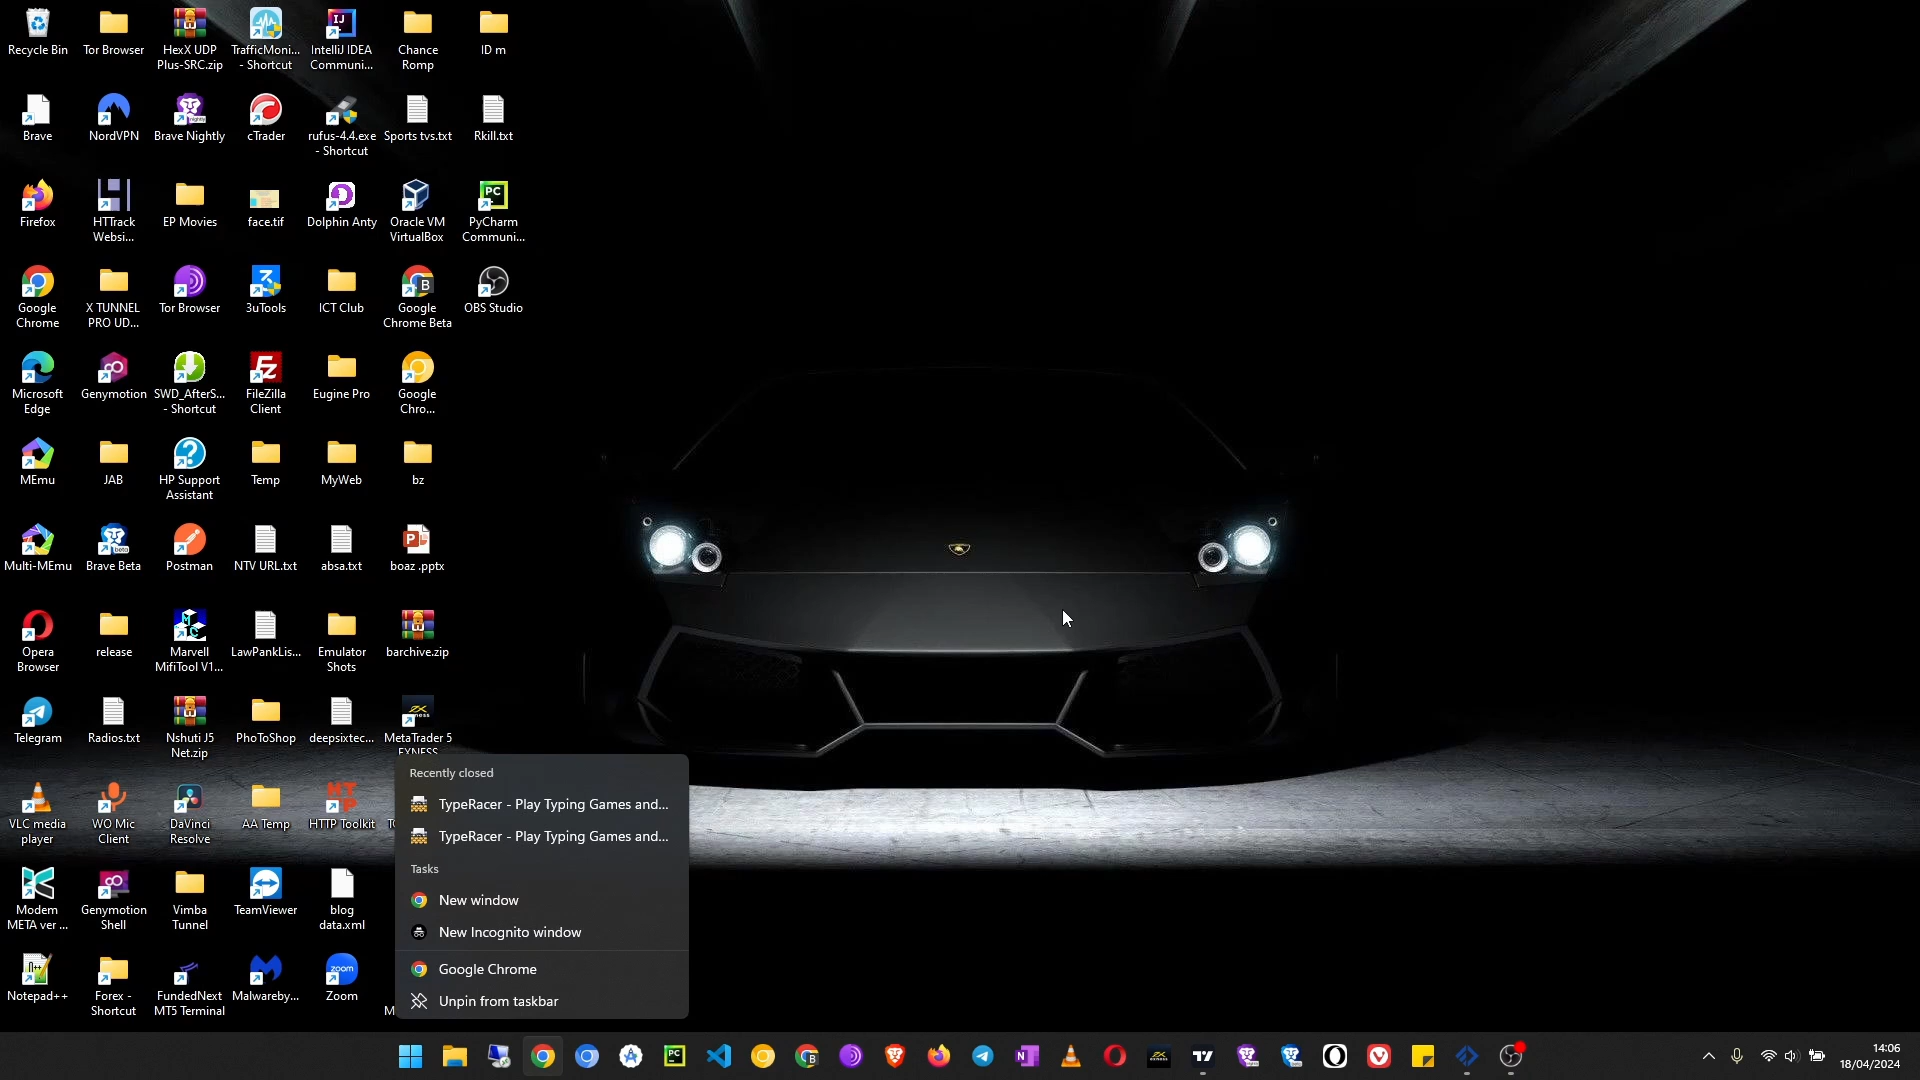 Recycle Bin
Tor Browser
HexX UDP
Plus-SRC.zip
TrafficMoni...
- Shortcut
IntelliJ IDEA
Communi...
Chance
Romp
ID m
Brave
NordVPN
Brave Nightly
cTrader
rufus-4.4.exe
- Shortcut
Sports tvs.txt
Rkill.txt
Firefox
HTTrack
Websi...
EP Movies
face.tif
Dolphin Anty
Oracle VM
VirtualBox
PyCharm
Communi...
Google
Chrome
X TUNNEL
PRO UD...
Tor Browser
3uTools
ICT Club
Google
Chrome Beta
OBS Studio
Microsoft
Edge
Genymotion
SWD_AfterS...
- Shortcut
FileZilla
Client
Eugine Pro
Google
Chro...
MEmu
JAB
HP Support
Assistant
Temp
MyWeb
bz
Multi-MEmu
Brave Beta
Postman
NTV URL.txt
absa.txt
boaz .pptx
Opera
Browser
release
Marvell
MifiTool V1...
LawPankLis...
Emulator
Shots
barchive.zip
Telegram
Radios.txt
Nshuti J5
Net.zip
PhoToShop
deepsixtec...
MetaTrader 5
EXNESS
VLC media
player
WO Mic
Client
DaVinci
Resolve
AA Temp
HTTP Toolkit
Modem
META ver ...
Genymotion
Shell
Vimba
Tunnel
TeamViewer
blog
data.xml
Notepad++
Forex -
Shortcut
FundedNext
MT5 Terminal
Malwareby...
Zoom
Recently closed
TypeRacer - Play Typing Games and...
TypeRacer - Play Typing Games and...
Tasks
New window
New Incognito window
Google Chrome
Unpin from taskbar
14:06
18/04/2024